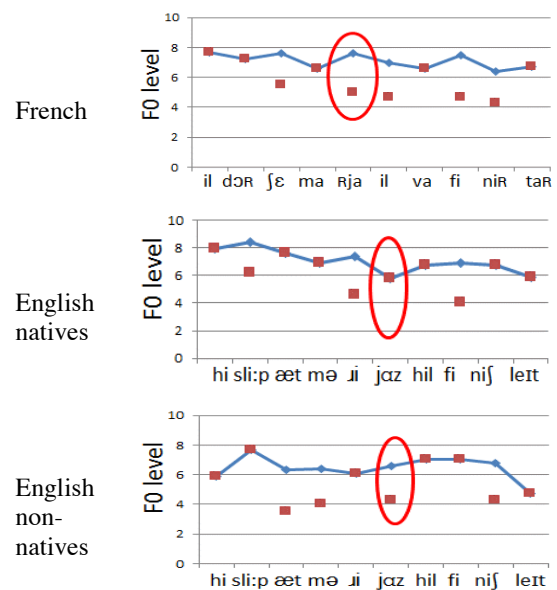 French
F0 level
10
8
6
4
2
0
il dɔʀ ʃɛ ma ʀja il va fi niʀ taʀ
English
natives
F0 level
10
8
6
4
2
0
hi sliːp æt mə ɹi jɑz hil fi niʃ leɪt
English
non-
natives
F0 level
10
8
6
4
2
0
hi sliːp æt mə ɹi jɑz hil fi niʃ leɪt